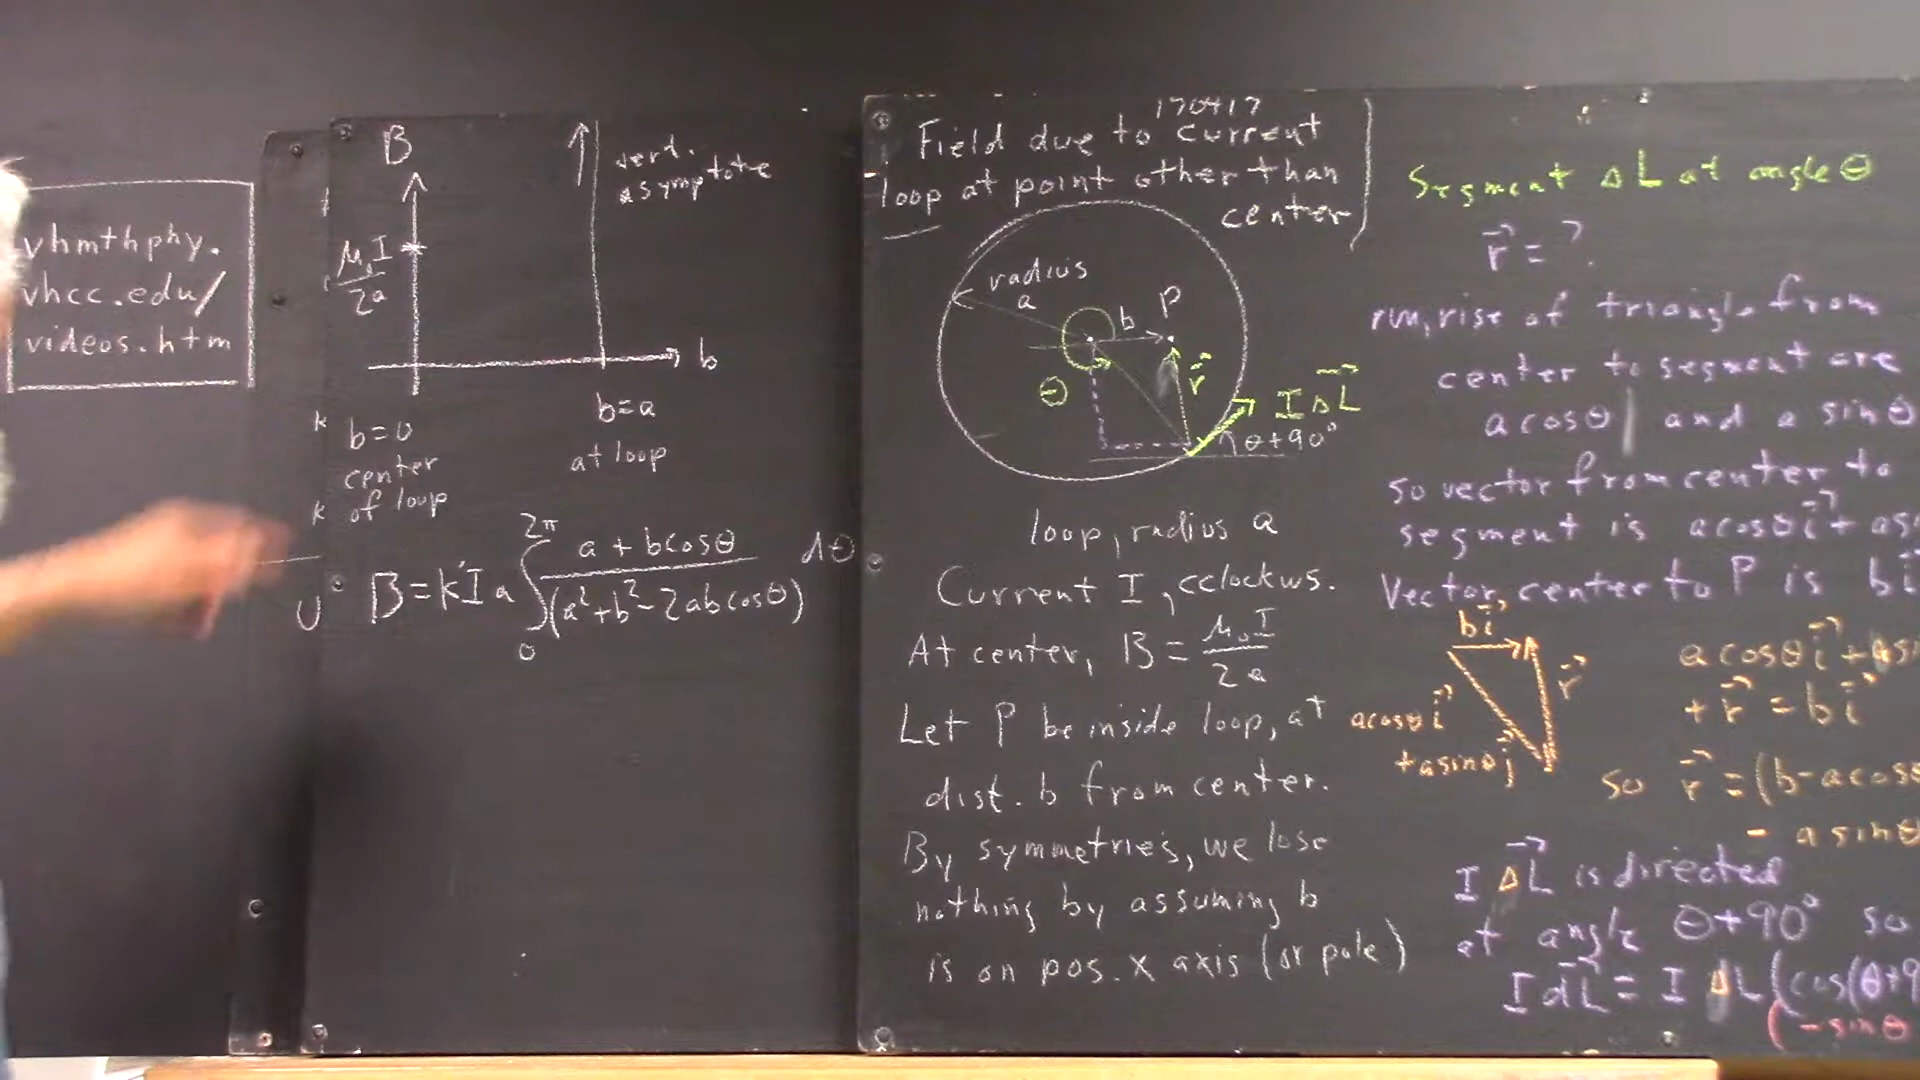 vhmthphy.
vhcc.edu/
videos.htm
B
vert.
asymptote
μ₀I
2a
b
b=0
center
of loop
b=a
at loop
B = k'I a ∫ 0 2π a + b cosθ / (a²+b²-2ab cosθ) dθ
170417
Field due to current
loop at point other than
center
radius
a
b
P
r⃗
θ
I ΔL⃗
θ+90°
loop, radius a
Current I, cclockws.
At center, B = μ₀I / 2a
Let P be inside loop, at
dist. b from center.
By symmetries, we lose
nothing by assuming b
is on pos. x axis (or pole)
Segment ΔL at angle θ
r⃗ = ?
run, rise of triangle from
center to segment are
a cosθ and a sinθ
so vector from center to
segment is a cosθ i⃗ + a
Vector, center to P is b i⃗
b i⃗
r⃗
a cosθ i⃗
+ a sinθ j⃗
a cosθ i⃗ +
+ r⃗ = b i⃗
so r⃗ = (b - a cosθ
- a sinθ
I ΔL⃗ is directed
at angle θ+90° so
I dL⃗ = I ΔL (cos(θ+9
(-sinθ